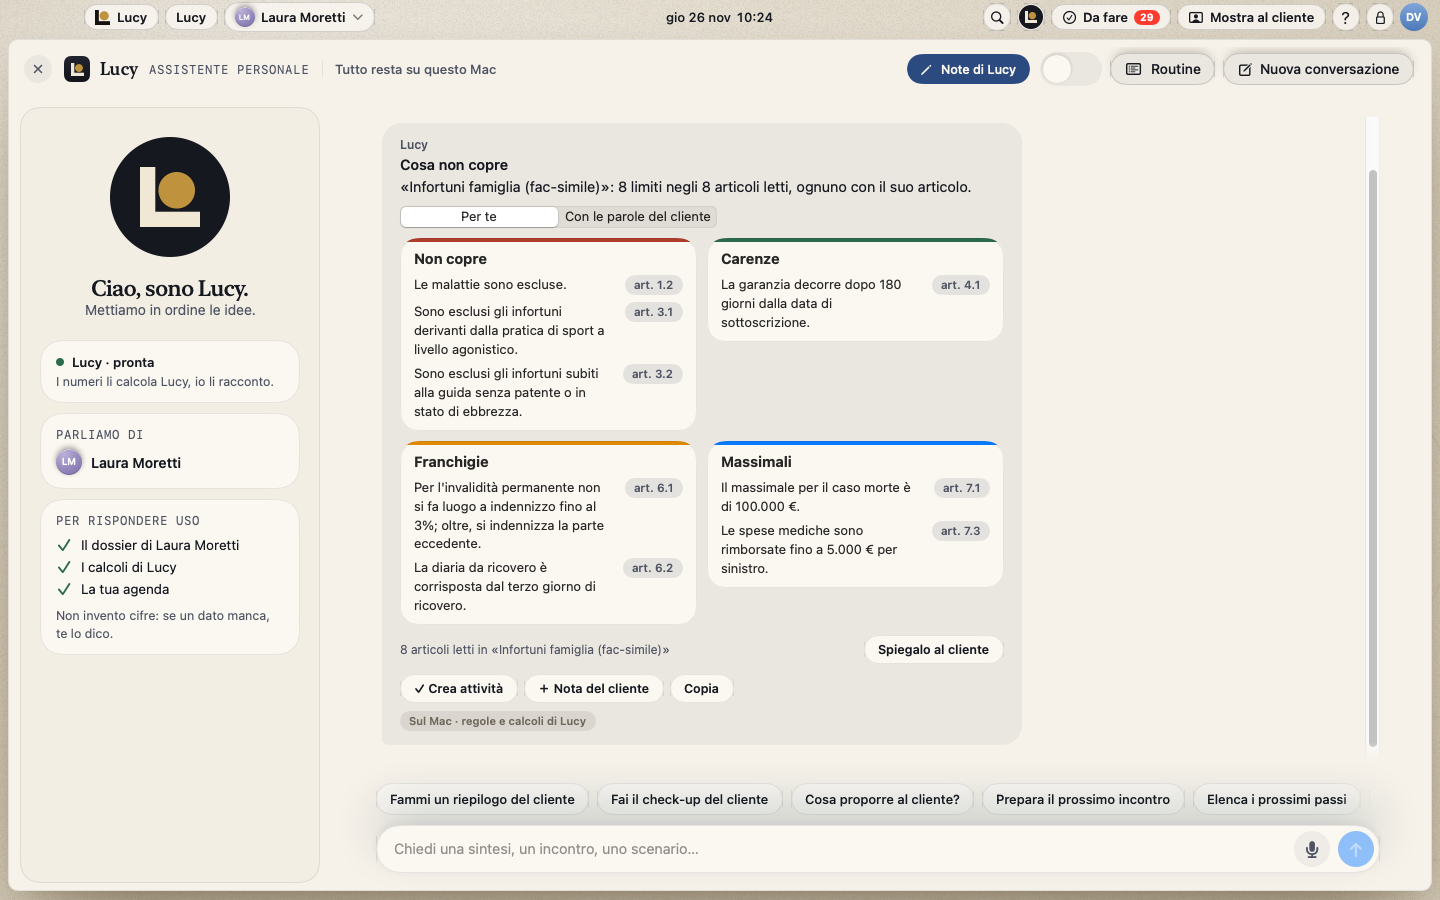 Lucy
Lucy
LM Laura Moretti
gio 26 nov 10:24
Da fare 29
Mostra al cliente
?
DV
Lucy ASSISTENTE PERSONALE
Tutto resta su questo Mac
Note di Lucy
Routine
Nuova conversazione
Ciao, sono Lucy.
Mettiamo in ordine le idee.
Lucy · pronta
I numeri li calcola Lucy, io li racconto.
PARLIAMO DI
LM Laura Moretti
PER RISPONDERE USO
Il dossier di Laura Moretti
I calcoli di Lucy
La tua agenda
Non invento cifre: se un dato manca,
te lo dico.
Lucy
Cosa non copre
«Infortuni famiglia (fac-simile)»: 8 limiti negli 8 articoli letti, ognuno con il suo articolo.
Per te
Con le parole del cliente
Non copre
Le malattie sono escluse. art. 1.2
Sono esclusi gli infortuni art. 3.1
derivanti dalla pratica di sport a
livello agonistico.
Sono esclusi gli infortuni subiti art. 3.2
alla guida senza patente o in
stato di ebbrezza.
Carenze
La garanzia decorre dopo 180 art. 4.1
giorni dalla data di
sottoscrizione.
Franchigie
Per l'invalidità permanente non art. 6.1
si fa luogo a indennizzo fino al
3%; oltre, si indennizza la parte
eccedente.
La diaria da ricovero è art. 6.2
corrisposta dal terzo giorno di
ricovero.
Massimali
Il massimale per il caso morte è art. 7.1
di 100.000 €.
Le spese mediche sono art. 7.3
rimborsate fino a 5.000 € per
sinistro.
8 articoli letti in «Infortuni famiglia (fac-simile)»
Spiegalo al cliente
Crea attività
+ Nota del cliente
Copia
Sul Mac · regole e calcoli di Lucy
Fammi un riepilogo del cliente
Fai il check-up del cliente
Cosa proporre al cliente?
Prepara il prossimo incontro
Elenca i prossimi passi
Chiedi una sintesi, un incontro, uno scenario...